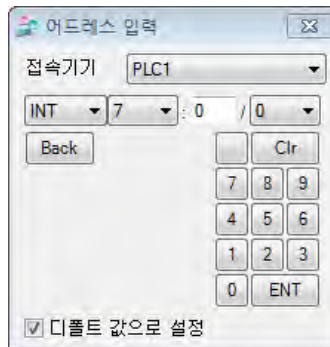 어드레스 입력
접속기기 PLC1
INT 7 : 0 / 0
Back Clr
7 8 9
4 5 6
1 2 3
0 ENT
디폴트 값으로 설정